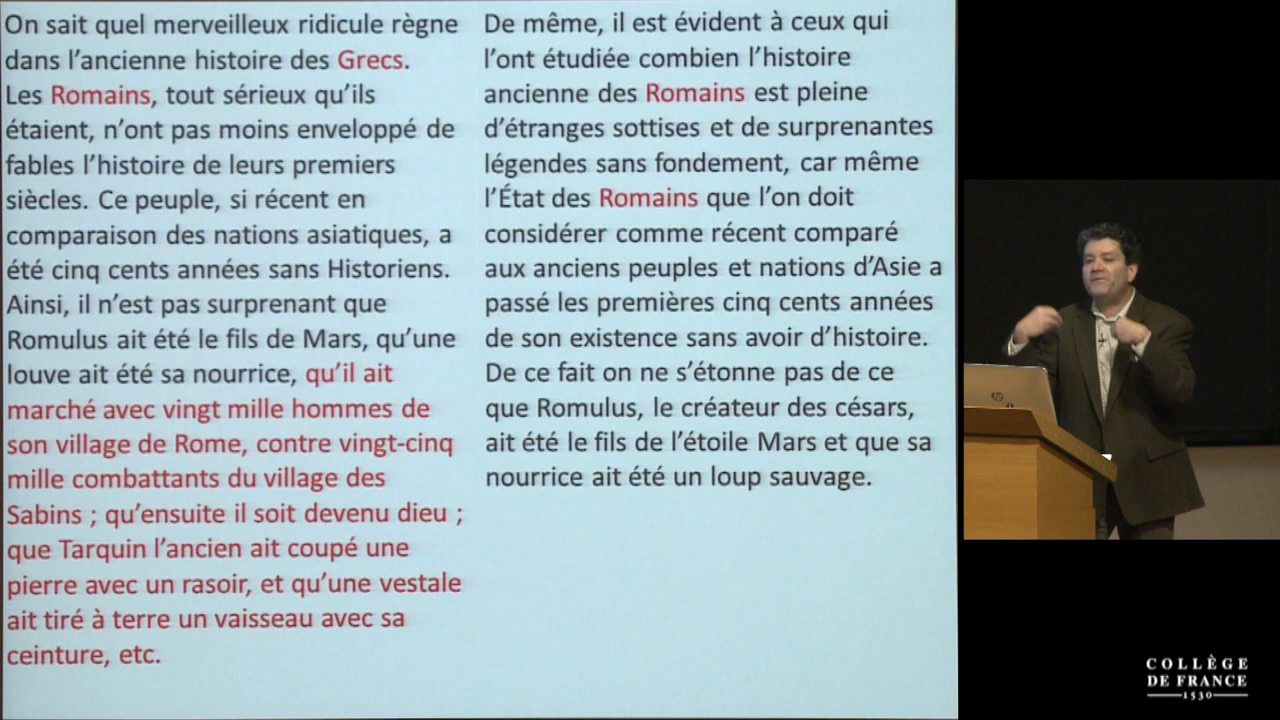 On sait quel merveilleux ridicule règne
dans l’ancienne histoire des Grecs.
Les Romains, tout sérieux qu’ils
étaient, n’ont pas moins enveloppé de
fables l’histoire de leurs premiers
siècles. Ce peuple, si récent en
comparaison des nations asiatiques, a
été cinq cents années sans Historiens.
Ainsi, il n’est pas surprenant que
Romulus ait été le fils de Mars, qu’une
louve ait été sa nourrice, qu’il ait
marché avec vingt mille hommes de
son village de Rome, contre vingt-cinq
mille combattants du village des
Sabins ; qu’ensuite il soit devenu dieu ;
que Tarquin l’ancien ait coupé une
pierre avec un rasoir, et qu’une vestale
ait tiré à terre un vaisseau avec sa
ceinture, etc.
De même, il est évident à ceux qui
l’ont étudiée combien l’histoire
ancienne des Romains est pleine
d’étranges sottises et de surprenantes
légendes sans fondement, car même
l’État des Romains que l’on doit
considérer comme récent comparé
aux anciens peuples et nations d’Asie a
passé les premières cinq cents années
de son existence sans avoir d’histoire.
De ce fait on ne s’étonne pas de ce
que Romulus, le créateur des césars,
ait été le fils de l’étoile Mars et que sa
nourrice ait été un loup sauvage.
hp
COLLÈGE
DE FRANCE
1530